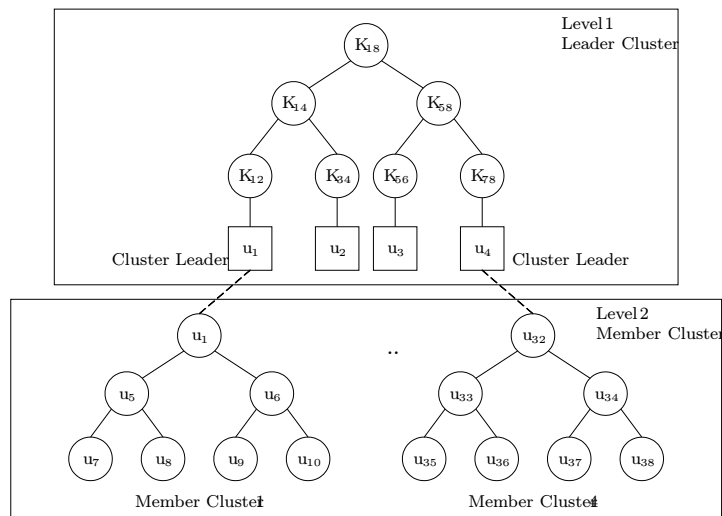 Level 1
Leader Cluster
K18
K14 K58
K12 K34 K56 K78
u1 u2 u3 u4
Cluster Leader Cluster Leader
Level 2
Member Cluster
u1 .. u32
u5 u6 u33 u34
u7 u8 u9 u10 u35 u36 u37 u38
Member Cluster 1 Member Cluster 4